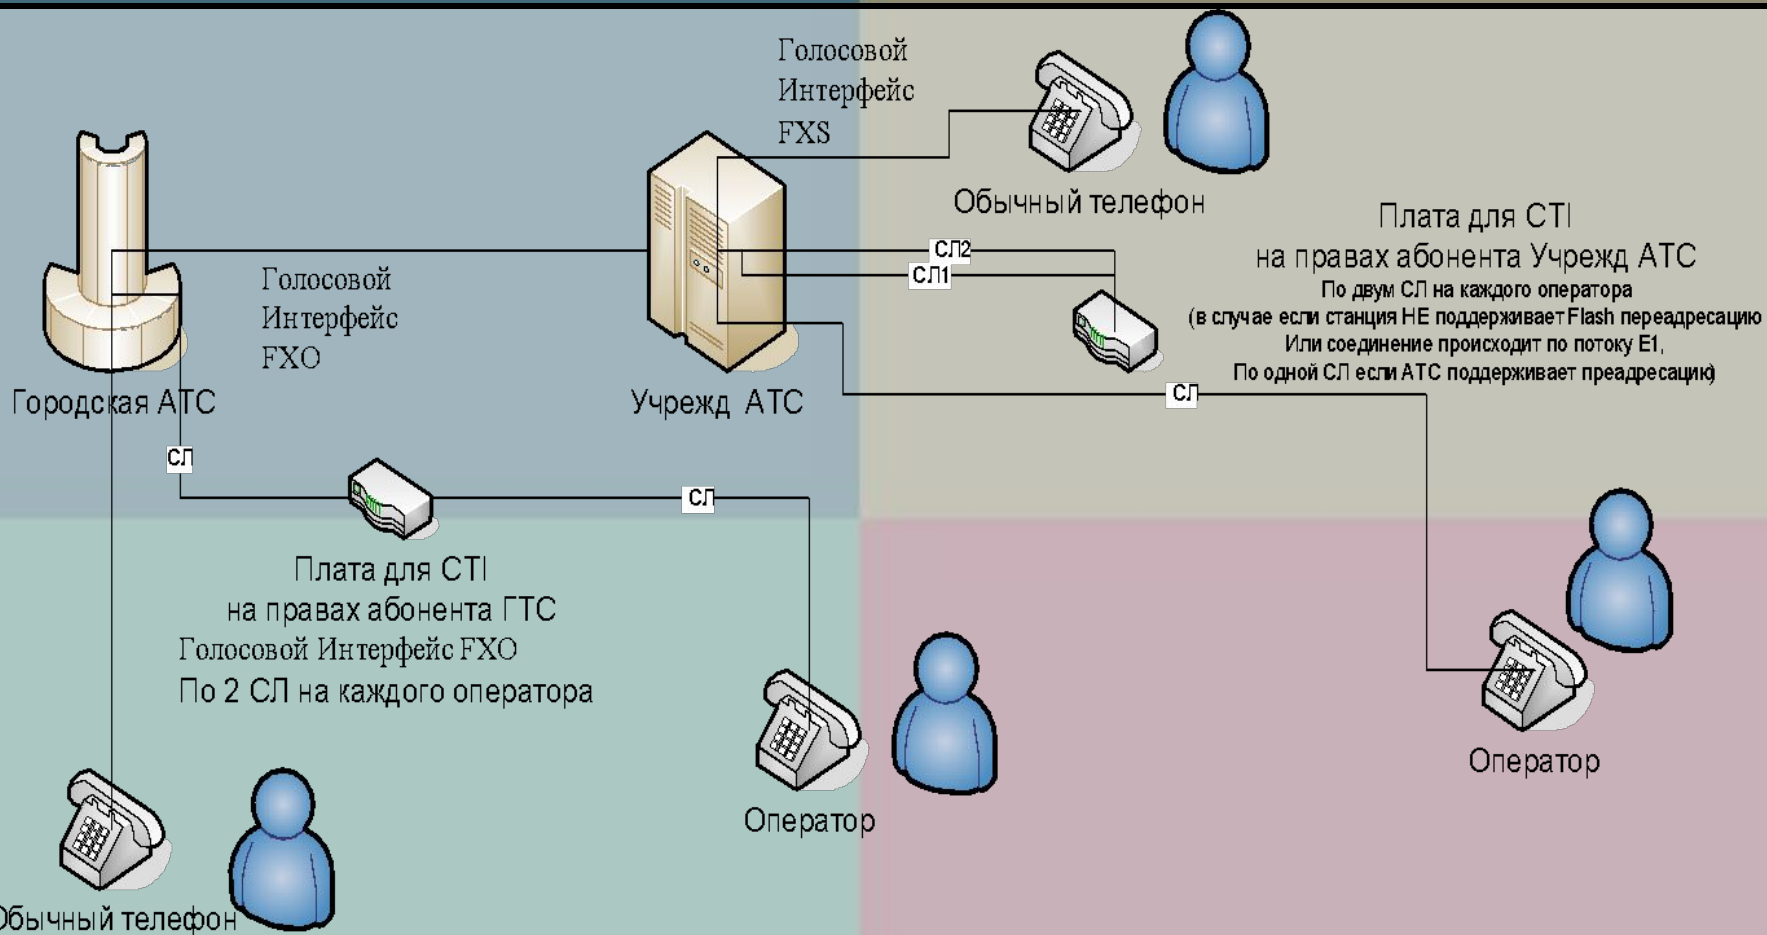 Голосовой
Интерфейс
FXS
Обычный телефон
Плата для CTI
на правах абонента Учрежд АТС
По двум СЛ на каждого оператора
(в случае если станция НЕ поддерживает Flash переадресацию
Или соединение происходит по потоку Е1,
По одной СЛ если АТС поддерживает преадресацию)
СЛ2
СЛ1
Голосовой
Интерфейс
FXO
Городская АТС
Учрежд АТС
СЛ
СЛ
СЛ
Плата для CTI
на правах абонента ГТС
Голосовой Интерфейс FXO
По 2 СЛ на каждого оператора
Оператор
Оператор
Обычный телефон